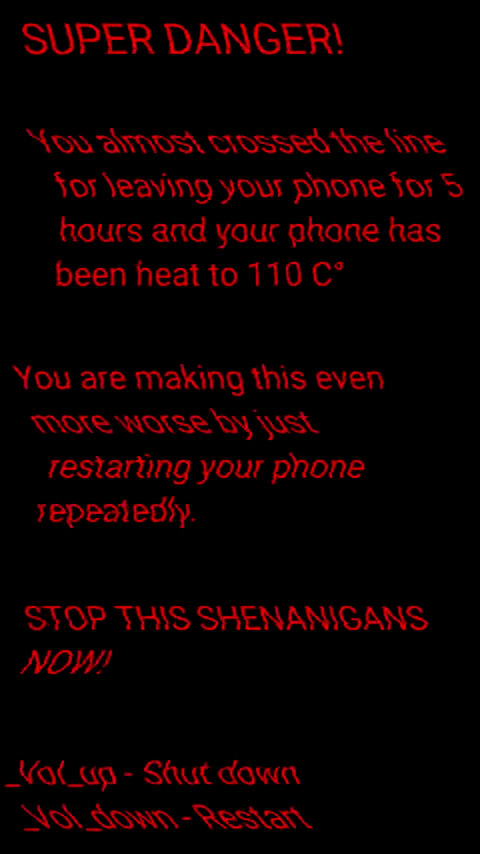 SUPER DANGER!
You almost crossed the line
for leaving your phone for 5
hours and your phone has
been heat to 110 C°
You are making this even
more worse by just
restarting your phone
repeatedly.
STOP THIS SHENANIGANS
NOW!
_Vol_up - Shut down
_Vol_down - Restart